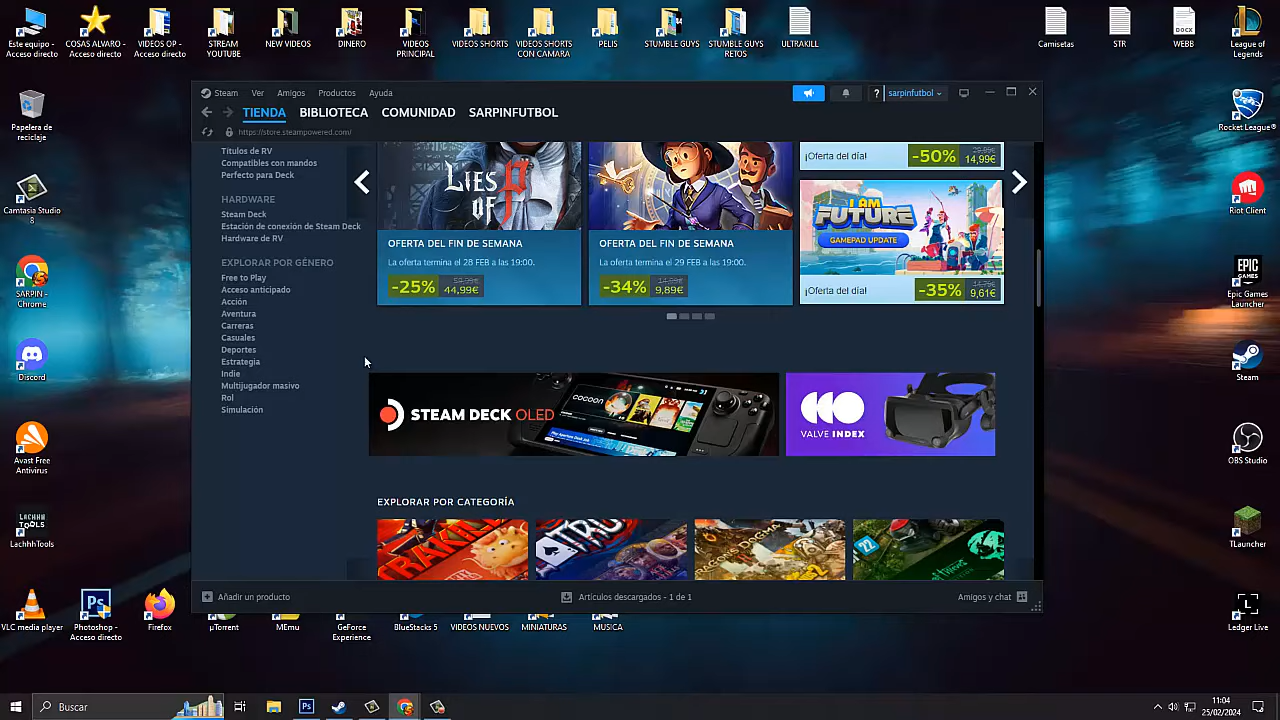 Este equipo - Acceso directo
COSAS ALVARO - Acceso directo
VIDEOS OP - Acceso directo
STREAM YOUTUBE
NEW VIDEOS
DINERO
VIDEOS PRINCIPAL
VIDEOS SHORTS
VIDEOS SHORTS CON CAMARA
PELIS
STUMBLE GUYS
STUMBLE GUYS RETOS
ULTRAKILL
Camisetas
STR
WEBB
League of Legends
Papelera de reciclaje
Camtasia Studio 8
SARPIN - Chrome
Discord
Avast Free Antivirus
LACHHH TOOLS
LachhhTools
VLC media player
Photoshop - Acceso directo
Firefox
µTorrent
MEmu
GeForce Experience
BlueStacks 5
VIDEOS NUEVOS
MINIATURAS
MUSICA
Rocket League®
Riot Client
EPIC GAMES
Epic Games Launcher
Steam
OBS Studio
TLauncher
Ledger Live
Steam Ver Amigos Productos Ayuda
? sarpinfutbol
TIENDA BIBLIOTECA COMUNIDAD SARPINFUTBOL
https://store.steampowered.com/
Títulos de RV
Compatibles con mandos
Perfecto para Deck
HARDWARE
Steam Deck
Estación de conexión de Steam Deck
Hardware de RV
EXPLORAR POR GÉNERO
Free to Play
Acceso anticipado
Acción
Aventura
Carreras
Casuales
Deportes
Estrategia
Indie
Multijugador masivo
Rol
Simulación
LIES OF P
OFERTA DEL FIN DE SEMANA
La oferta termina el 28 FEB a las 19:00.
-25% 44,99€
OFERTA DEL FIN DE SEMANA
La oferta termina el 29 FEB a las 19:00.
-34% 9,89€
¡Oferta del día! -50% 14,99€
I AM FUTURE
GAMEPAD UPDATE
¡Oferta del día! -35% 9,61€
STEAM DECK OLED
COCOON
VALVE INDEX
EXPLORAR POR CATEGORÍA
22
Añadir un producto
Artículos descargados - 1 de 1
Amigos y chat
Buscar
11:04
25/02/2024